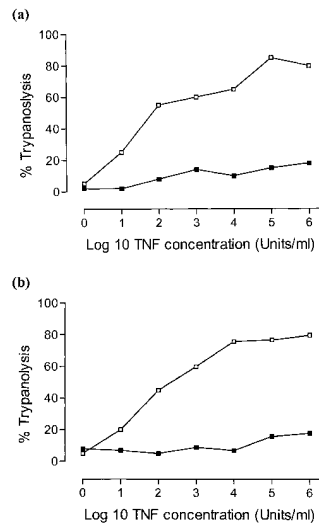 (a)
100
80
60
40
20
0
% Trypanoslysis
0 1 2 3 4 5 6
Log 10 TNF concentration (Units/ml)
(b)
100
80
60
40
20
0
% Trypanolysis
0 1 2 3 4 5 6
Log 10 TNF concentration (Units/ml)